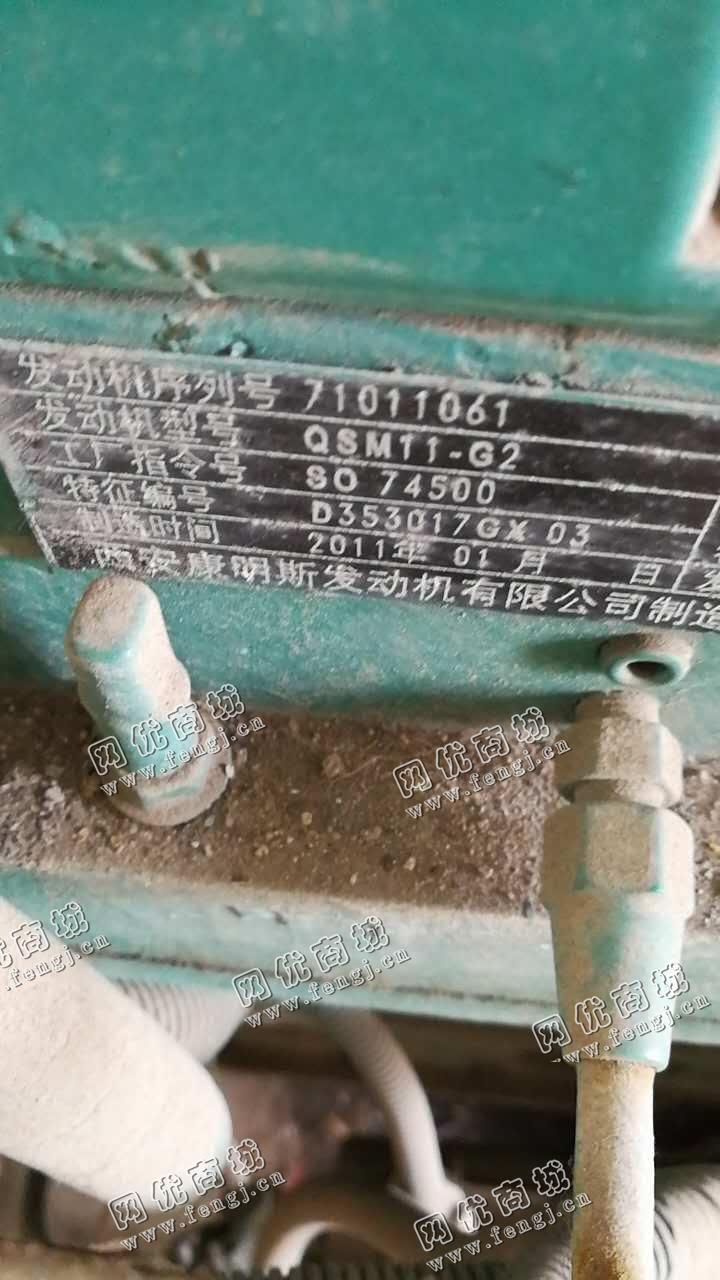 发动机序列号 71011061
发动机型号 QSM11-G2
工厂指令号 SO 74500
特征编号 D353017GX 03
制造时间 2011年 01 月 日
西安康明斯发动机有限公司制造
网优商城
www.fengj.cn
网优商城
www.fengj.cn
网优商城
www.fengj.cn
网优商城
www.fengj.cn
网优商城
www.fengj.cn
网优商城
www.fengj.cn
网优商城
www.fengj.cn